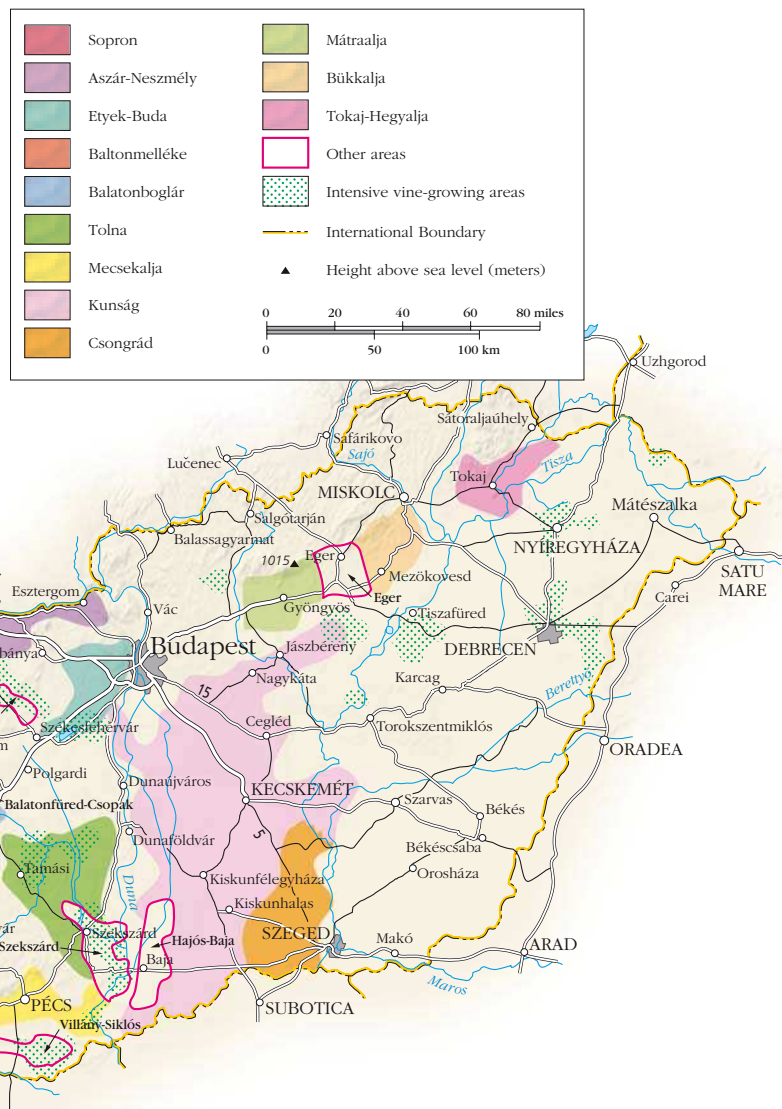 Sopron
Aszár-Neszmély
Etyek-Buda
Baltonmelléke
Balatonboglár
Tolna
Mecsekalja
Kunság
Csongrád
Mátraalja
Bükkalja
Tokaj-Hegyalja
Other areas
Intensive vine-growing areas
International Boundary
Height above sea level (meters)
0 20 40 60 80 miles
0 50 100 km
Uzhgorod
Sátoraljaúhely
Safárikovo
Lučenec
Sajó
Tisza
Tokaj
MISKOLC
Mátészalka
Salgótarján
Balassagyarmat
NYÍREGYHÁZA
1015
Eger
SATU
MARE
Mezökovesd
Esztergom
Eger
Carei
Vác
Gyöngyös
Tiszafüred
Budapest
Jászberény
DEBRECEN
bánya
Nagykáta
Karcag
Berettyó
15
Cegléd
Torokszentmiklós
Székesfehérvár
m
ORADEA
Polgardi
Dunaújváros
KECSKEMÉT
Balatonfüred-Csopak
Szarvas
Békés
5
Dunaföldvár
Békéscsaba
Tamási
Duna
Kiskunfélegyháza
Orosháza
Kiskunhalas
vár
Szekszárd
SZEGED
Szekszárd
Hajós-Baja
Makó
ARAD
Baja
Maros
PÉCS
SUBOTICA
Villány-Siklós